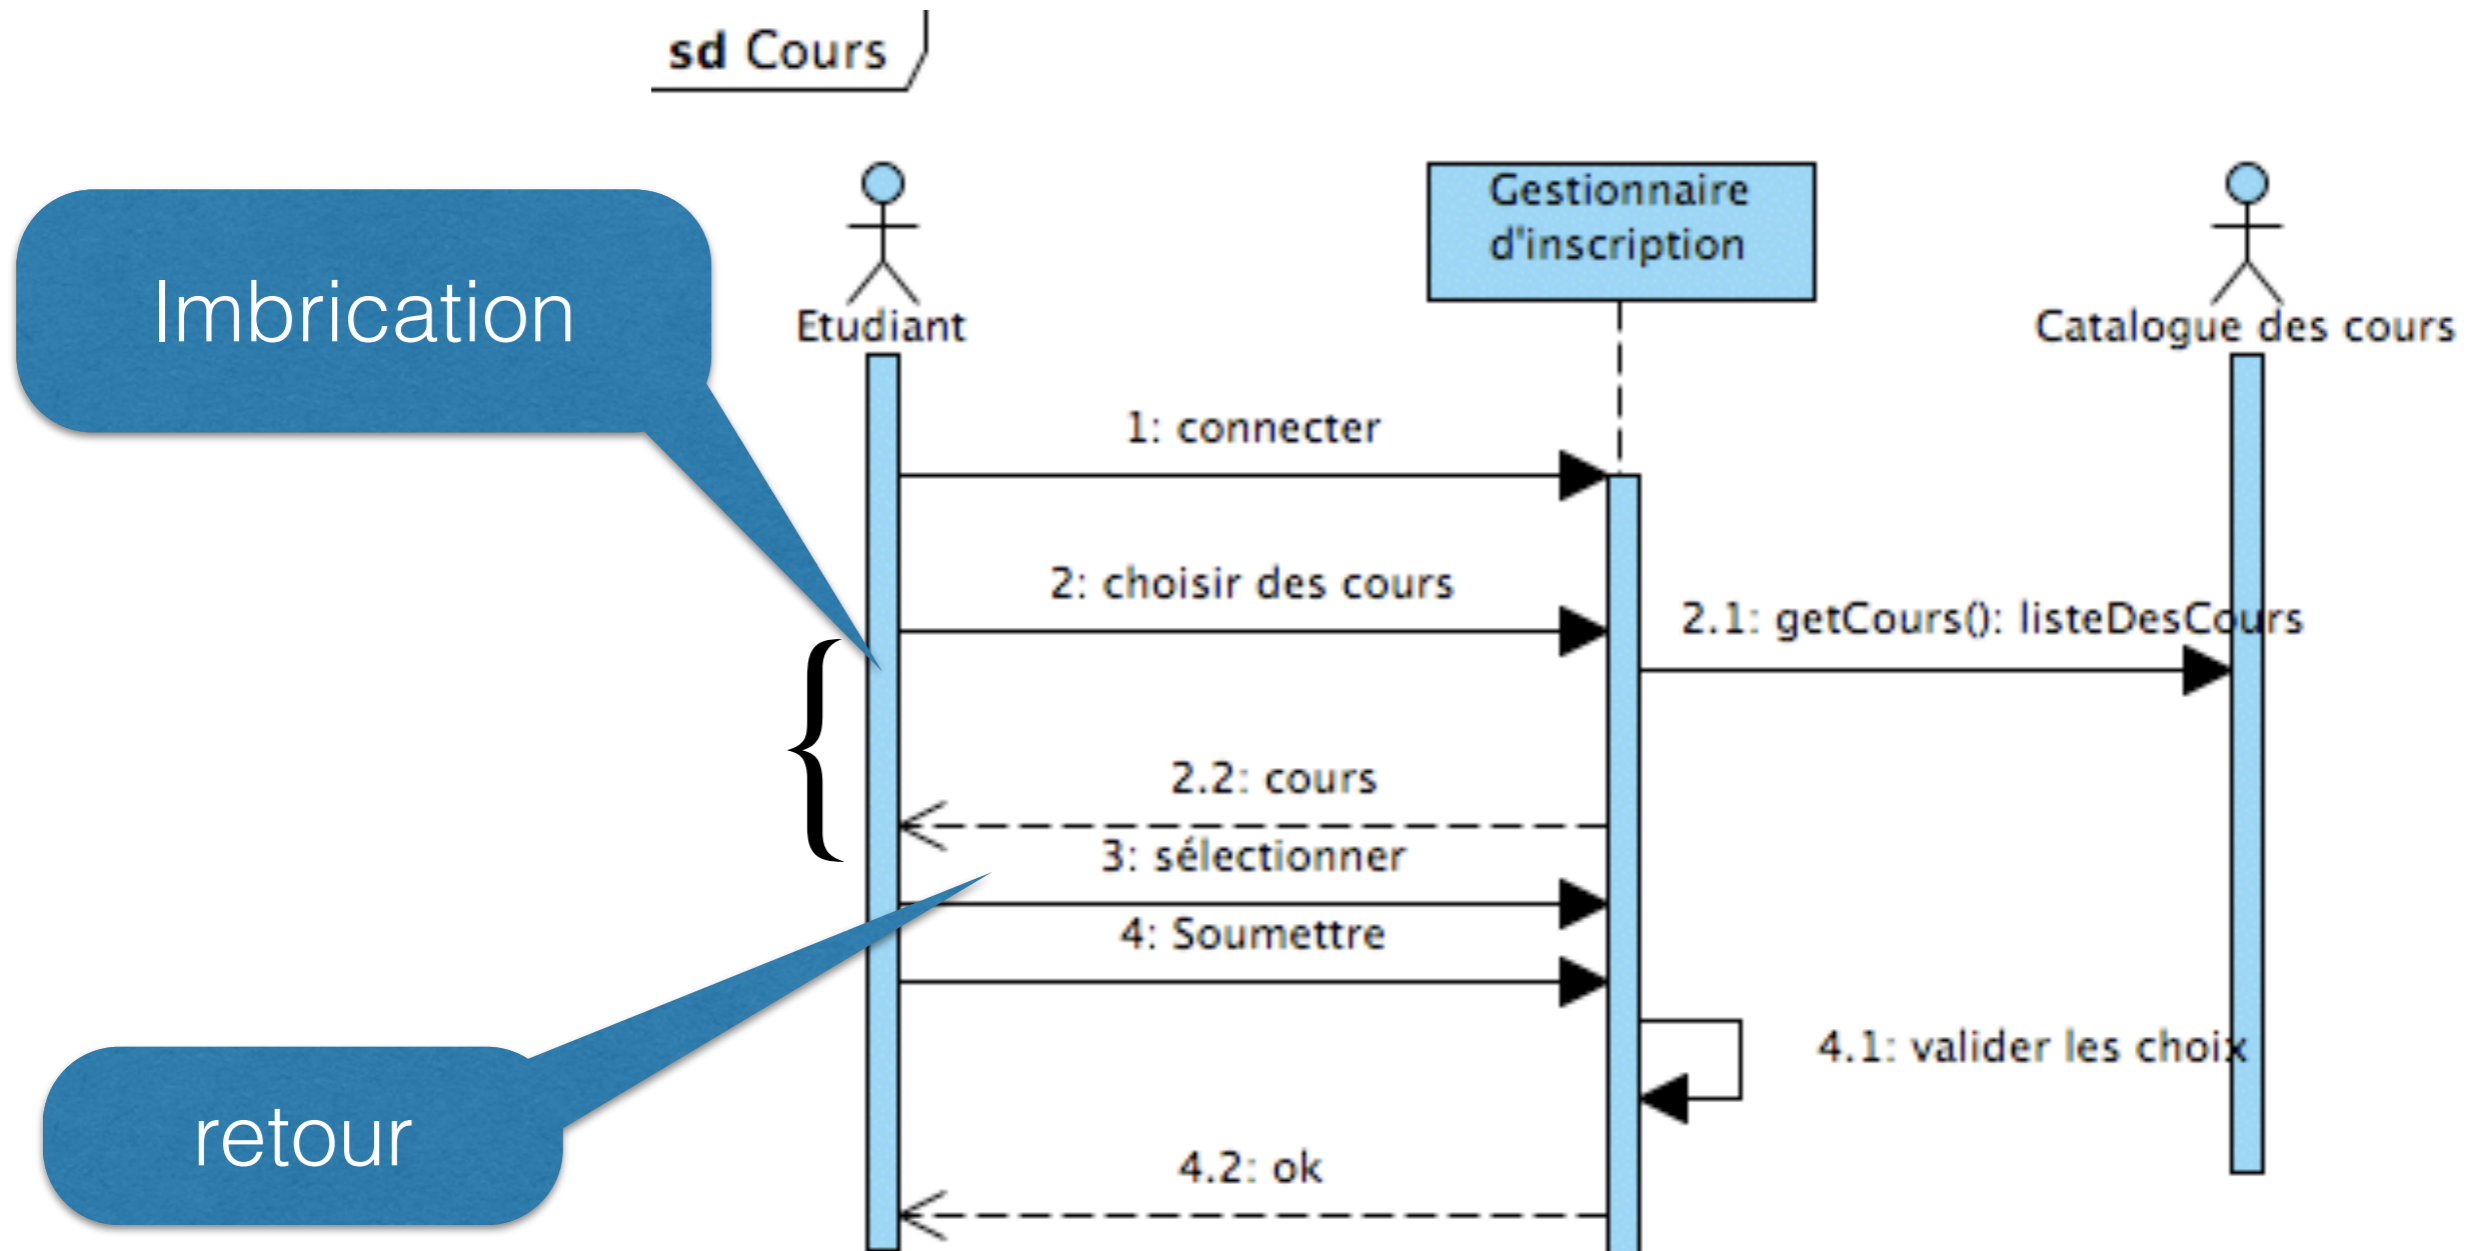 sd Cours
Imbrication
Etudiant
Gestionnaire
d'inscription
Catalogue des cours
1: connecter
2: choisir des cours
2.1: getCours(): listeDesCours
2.2: cours
3: sélectionner
4: Soumettre
4.1: valider les choix
retour
4.2: ok